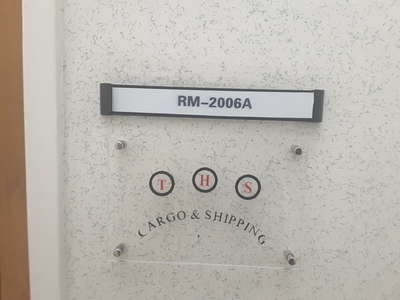 RM-2006A
T H S
CARGO & SHIPPING